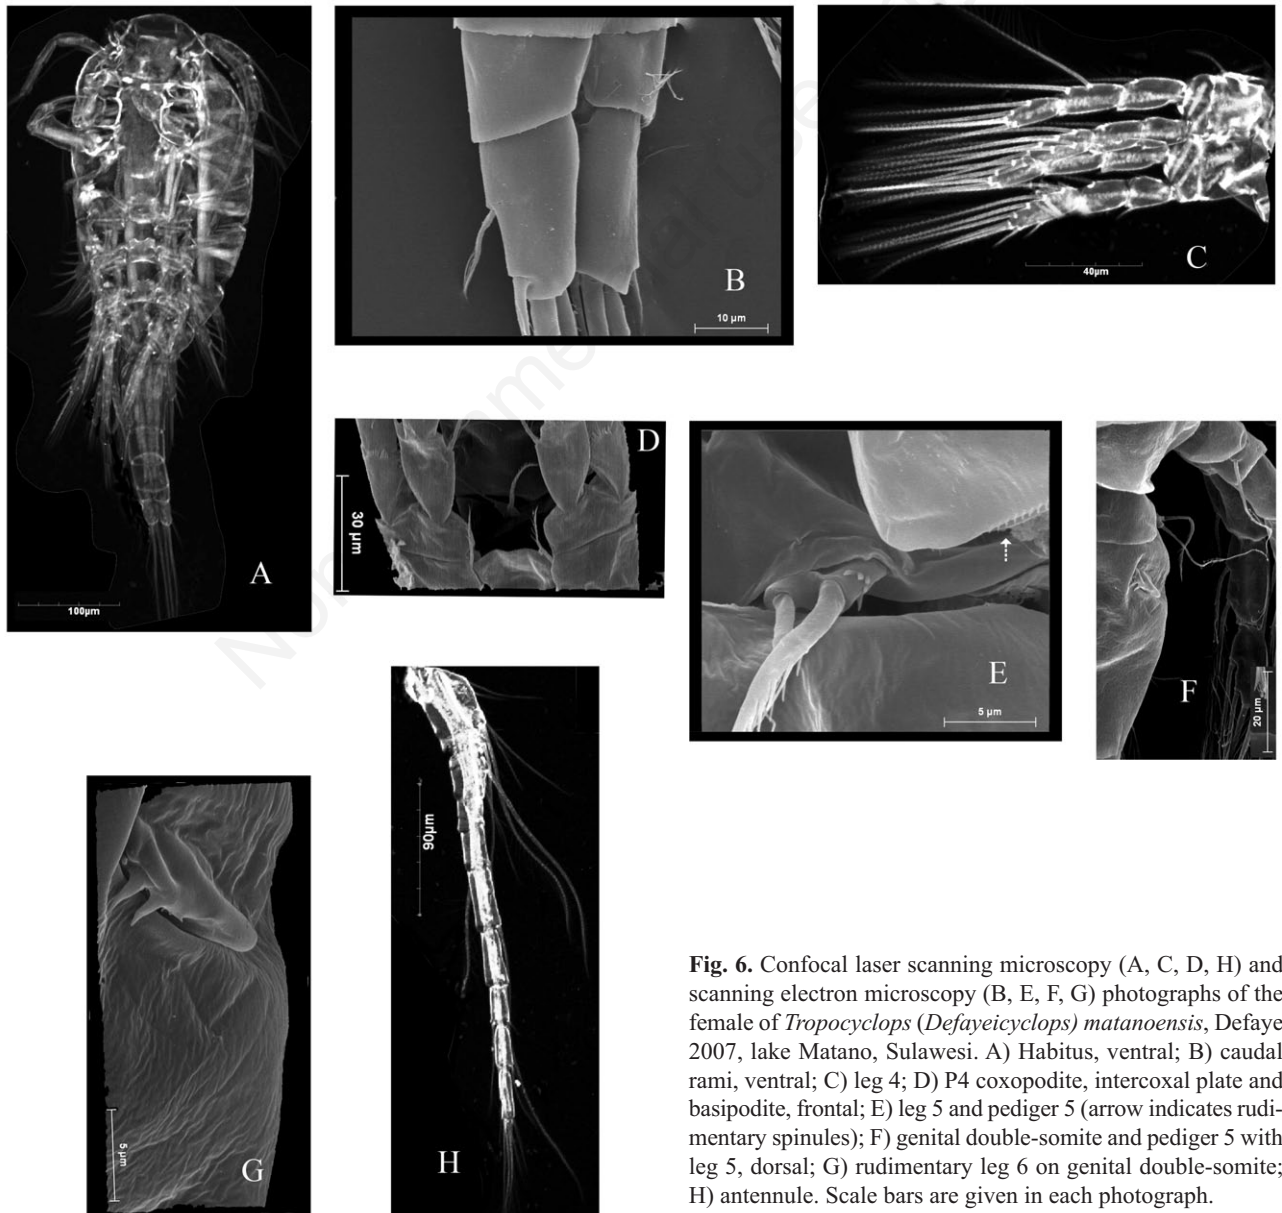 A
100µm
B
10 µm
C
40µm
D
30 µm
E
5 µm
F
20 µm
G
5 µm
H
90µm
Fig. 6. Confocal laser scanning microscopy (A, C, D, H) and
scanning electron microscopy (B, E, F, G) photographs of the
female of Tropocyclops (Defayeicyclops) matanoensis, Defaye
2007, lake Matano, Sulawesi. A) Habitus, ventral; B) caudal
rami, ventral; C) leg 4; D) P4 coxopodite, intercoxal plate and
basipodite, frontal; E) leg 5 and pediger 5 (arrow indicates rudi-
mentary spinules); F) genital double-somite and pediger 5 with
leg 5, dorsal; G) rudimentary leg 6 on genital double-somite;
H) antennule. Scale bars are given in each photograph.